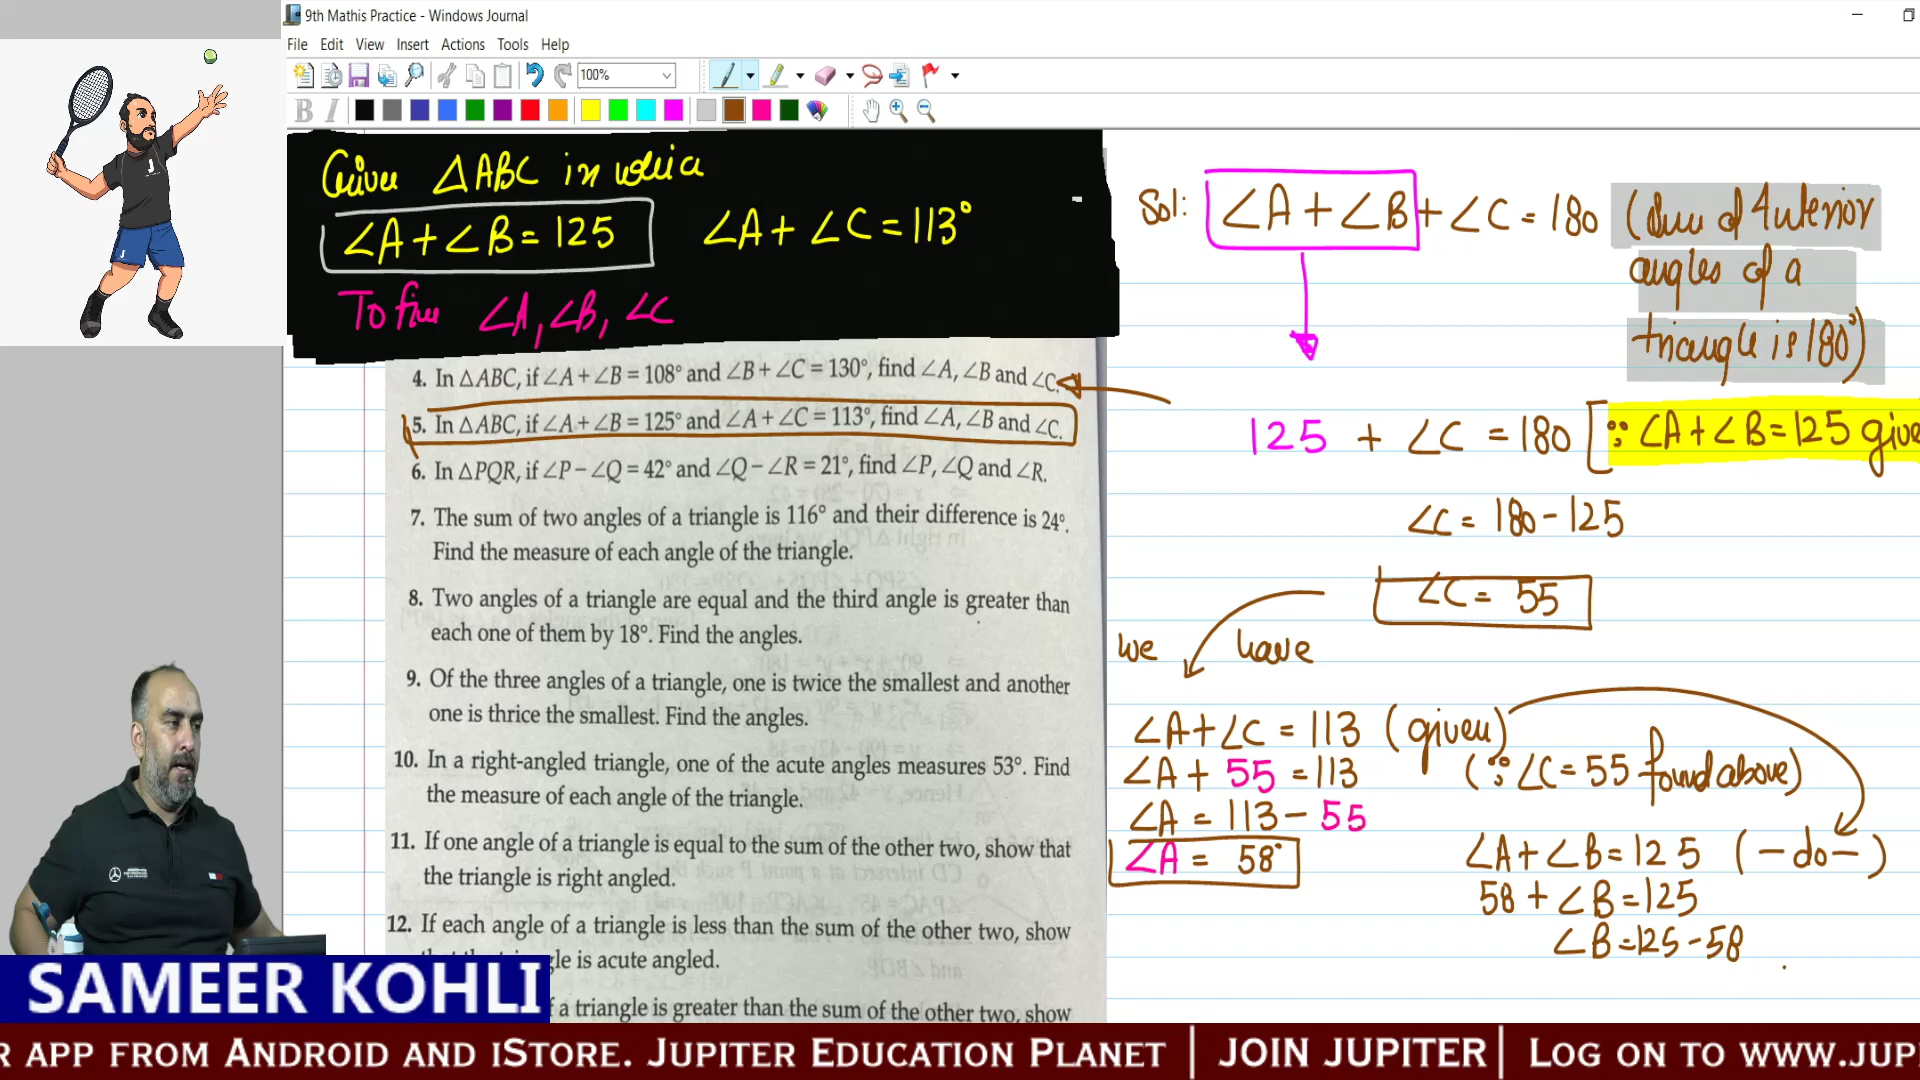 9th Mathis Practice - Windows Journal
File Edit View Insert Actions Tools Help
100%
B I
Given △ABC in which
∠A+∠B=125 ∠A+∠C=113°
To find ∠A,∠B, ∠C
4. In △ABC, if ∠A + ∠B = 108° and ∠B + ∠C = 130°, find ∠A, ∠B and ∠C.
5. In △ABC, if ∠A + ∠B = 125° and ∠A + ∠C = 113°, find ∠A, ∠B and ∠C.
6. In △PQR, if ∠P – ∠Q = 42° and ∠Q – ∠R = 21°, find ∠P, ∠Q and ∠R.
7. The sum of two angles of a triangle is 116° and their difference is 24°.
Find the measure of each angle of the triangle.
8. Two angles of a triangle are equal and the third angle is greater than
each one of them by 18°. Find the angles.
9. Of the three angles of a triangle, one is twice the smallest and another
one is thrice the smallest. Find the angles.
10. In a right-angled triangle, one of the acute angles measures 53°. Find
the measure of each angle of the triangle.
11. If one angle of a triangle is equal to the sum of the other two, show that
the triangle is right angled.
12. If each angle of a triangle is less than the sum of the other two, show
le is acute angled.
f a triangle is greater than the sum of the other two, show
Sol: ∠A+∠B+∠C=180 (Sum of Interior
angles of a
triangle is 180°)
125 + ∠C =180 [∵ ∠A+∠B=125 give
∠C= 180-125
∠C= 55
We have
∠A+∠C = 113 (given)
∠A+ 55 =113 (∵ ∠C=55 found above)
∠A = 113- 55
∠A = 58°
∠A+∠B=125 (-do-)
58+∠B=125
∠B=125-58
SAMEER KOHLI
R APP FROM ANDROID AND ISTORE. JUPITER EDUCATION PLANET | JOIN JUPITER | LOG ON TO WWW.JUP